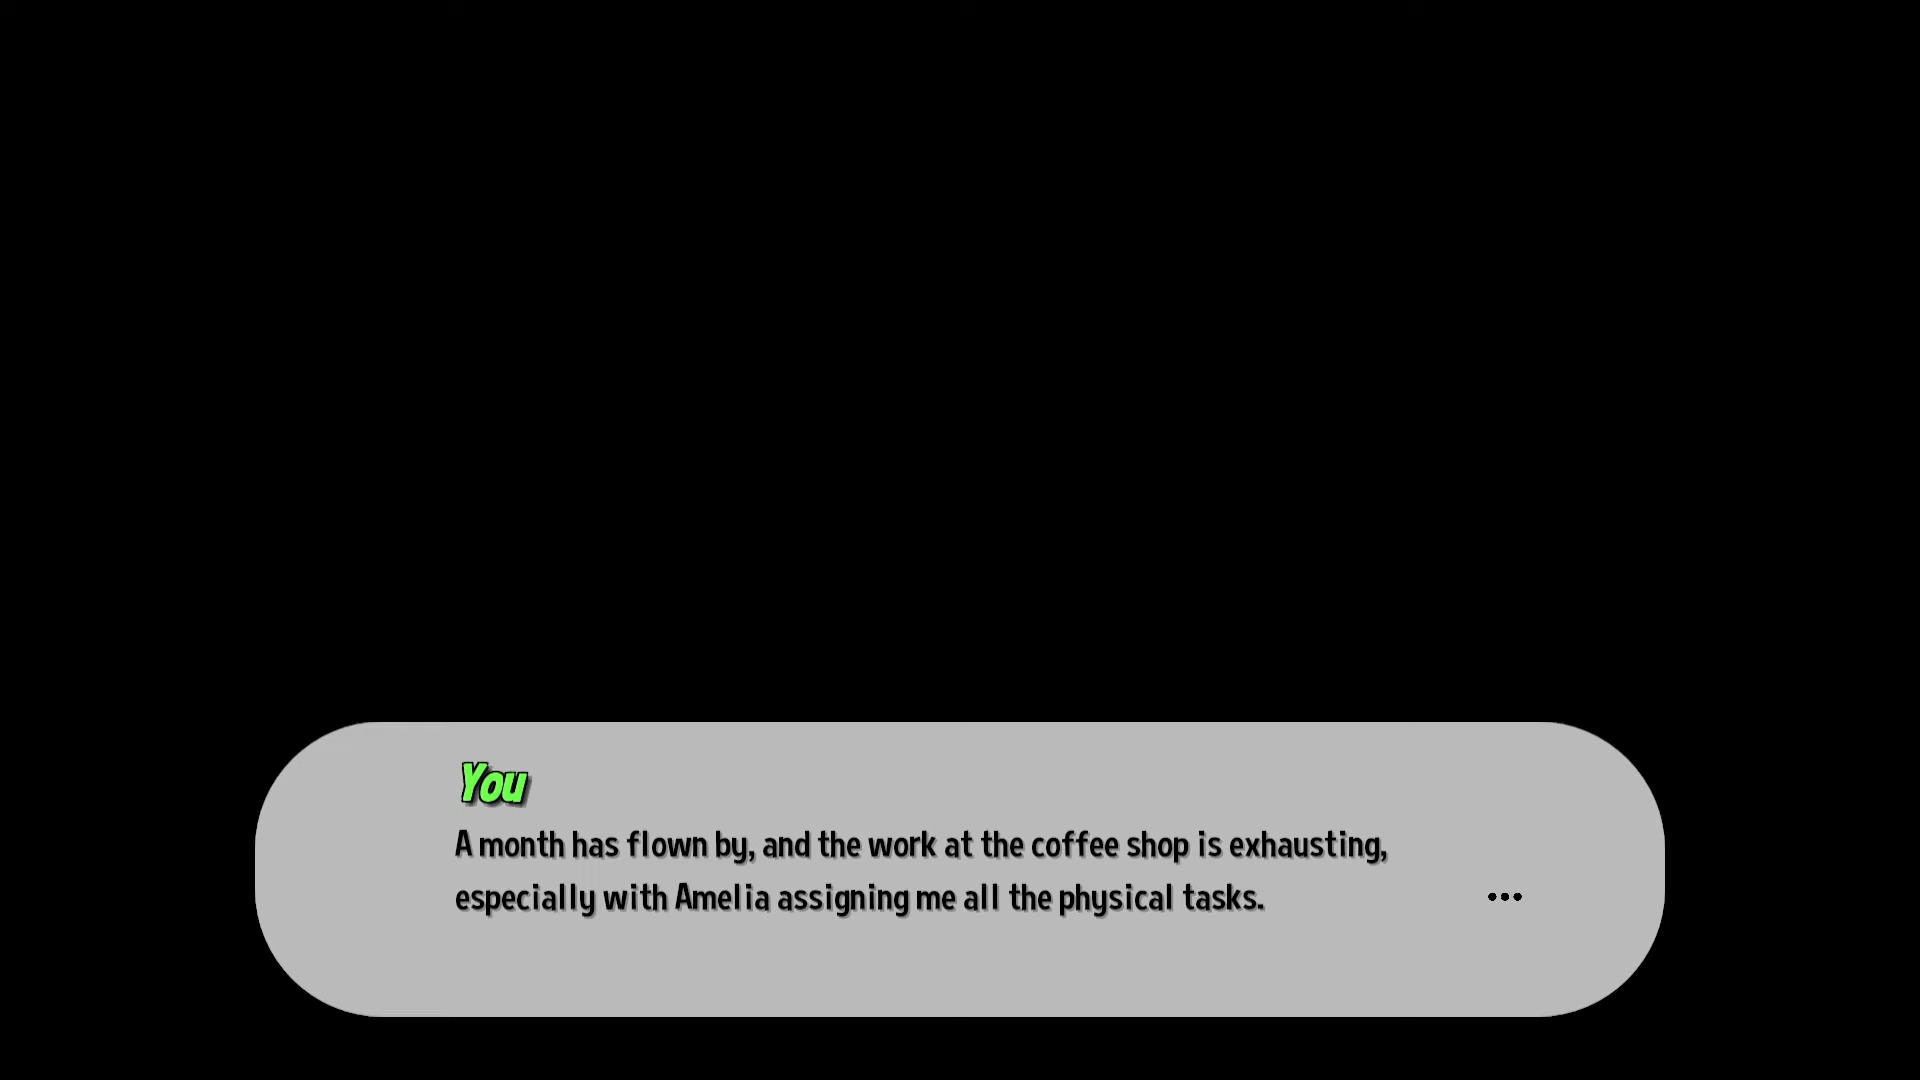 You
A month has flown by, and the work at the coffee shop is exhausting,
especially with Amelia assigning me all the physical tasks.